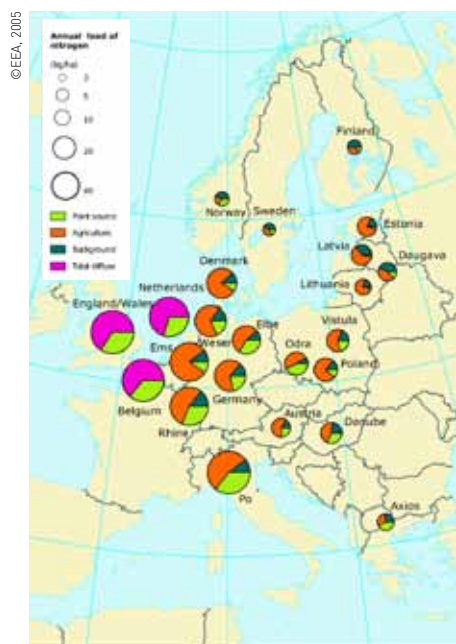 ©EEA, 2005
Annual load of
nitrogen
(kg/ha)
5
10
20
40
Point source
Agriculture
Background
Total diffuse
Finland
Norway
Sweden
Estonia
Latvia
Daugava
Lithuania
Denmark
Netherlands
England/Wales
Elbe
Vistula
Weser
Odra
Ems
Poland
Germany
Belgium
Rhine
Austria
Danube
Po
Axios